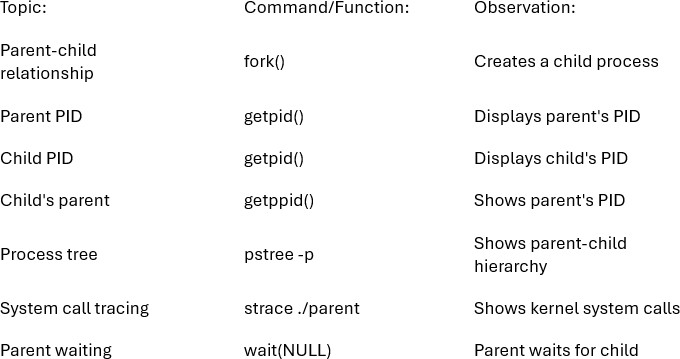 Topic: Command/Function: Observation:
Parent-child
relationship fork() Creates a child process
Parent PID getpid() Displays parent's PID
Child PID getpid() Displays child's PID
Child's parent getppid() Shows parent's PID
Process tree pstree -p Shows parent-child
hierarchy
System call tracing strace ./parent Shows kernel system calls
Parent waiting wait(NULL) Parent waits for child